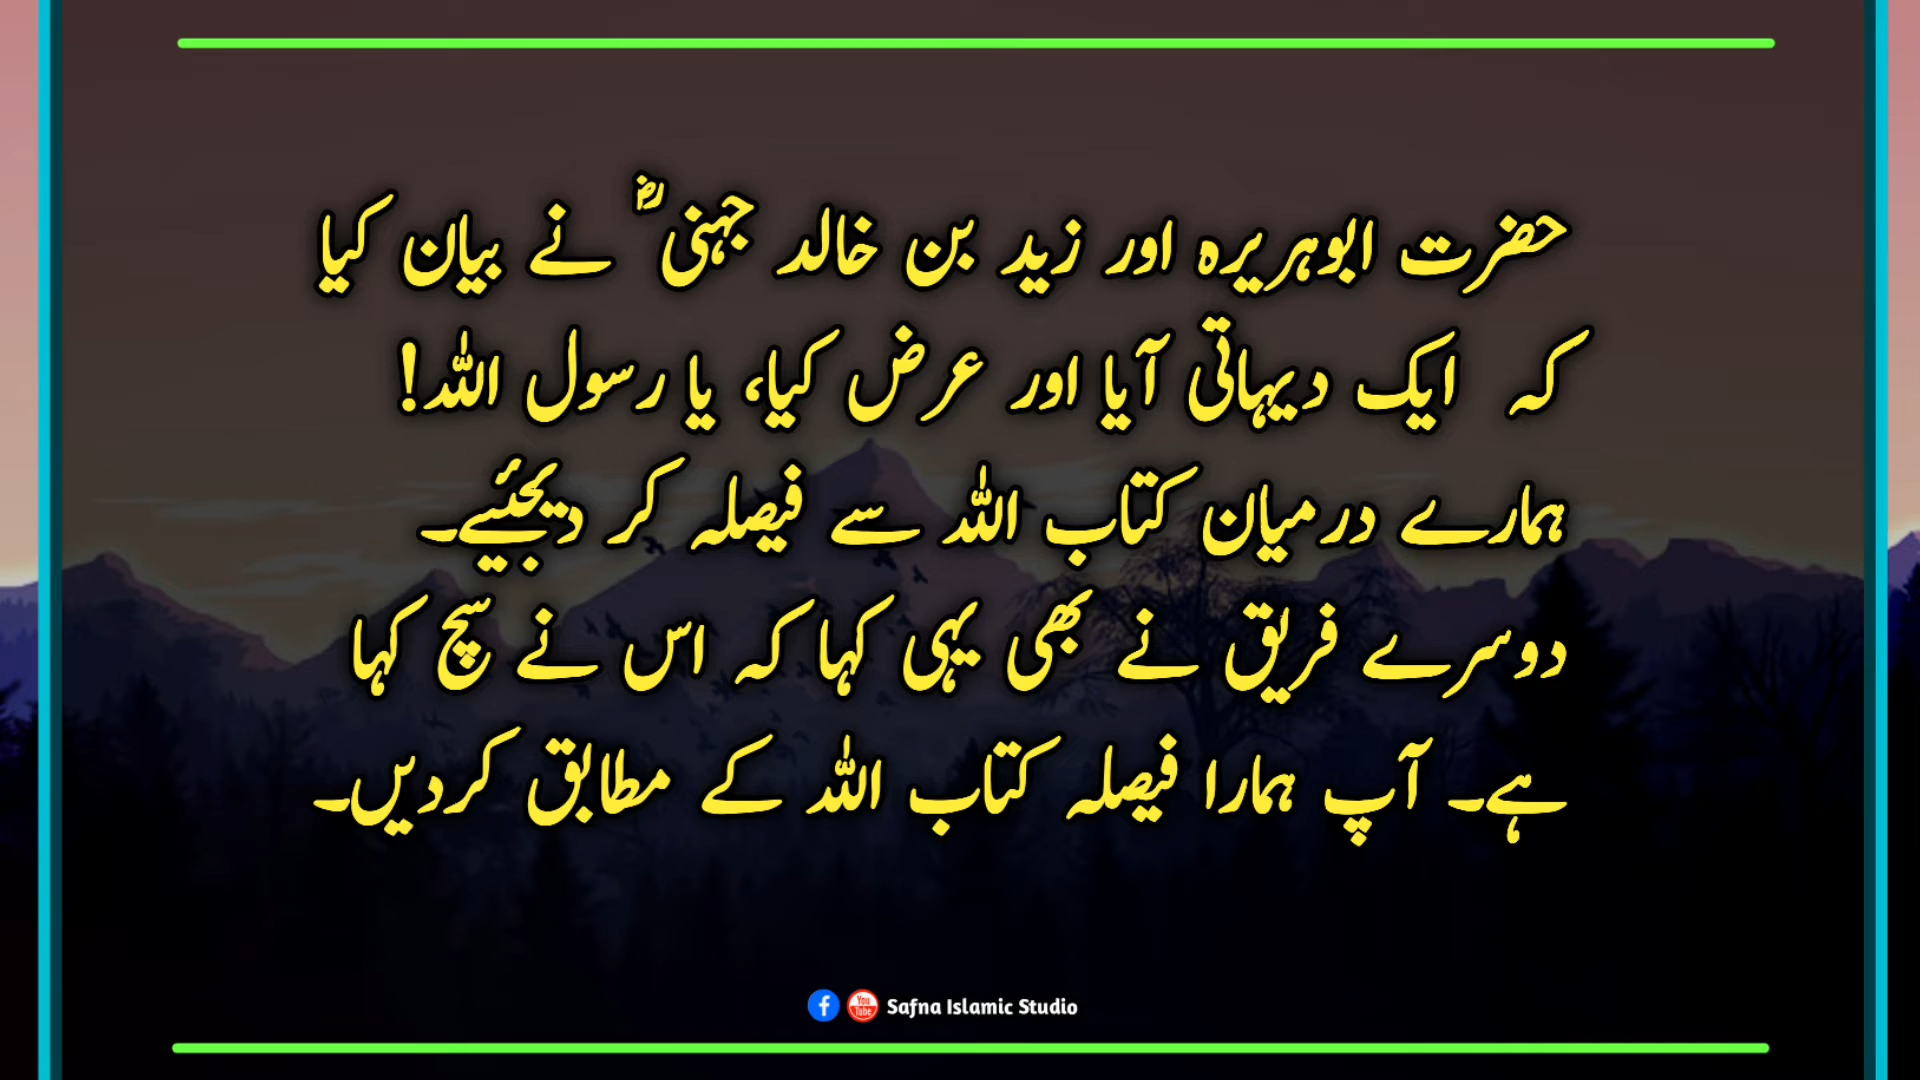 حضرت ابوہریرہ اور زید بن خالد جہنیؓ نے بیان کیا
کہ ایک دیہاتی آیا اور عرض کیا، یا رسول اللہ!
ہمارے درمیان کتاب اللہ سے فیصلہ کر دیجئیے۔
دوسرے فریق نے بھی یہی کہا کہ اس نے سچ کہا
ہے۔ آپ ہمارا فیصلہ کتاب اللہ کے مطابق کردیں۔
You Tube Safna Islamic Studio